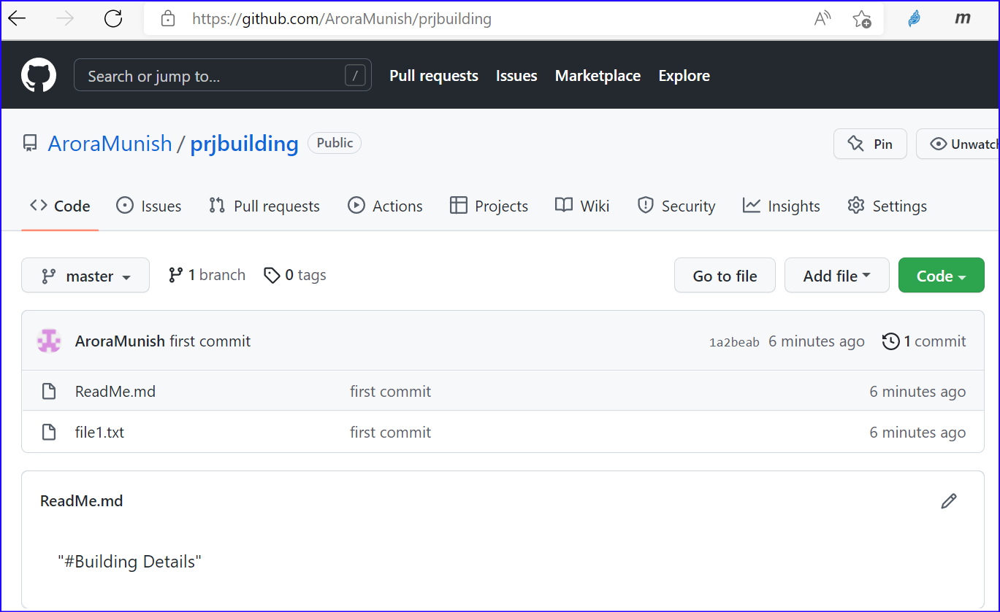 https://github.com/AroraMunish/prjbuilding
Search or jump to... / Pull requests Issues Marketplace Explore
AroraMunish / prjbuilding Public Pin Unwatch
Code Issues Pull requests Actions Projects Wiki Security Insights Settings
master 1 branch 0 tags Go to file Add file Code
AroraMunish first commit 1a2beab 6 minutes ago 1 commit
ReadMe.md first commit 6 minutes ago
file1.txt first commit 6 minutes ago
ReadMe.md
"#Building Details"